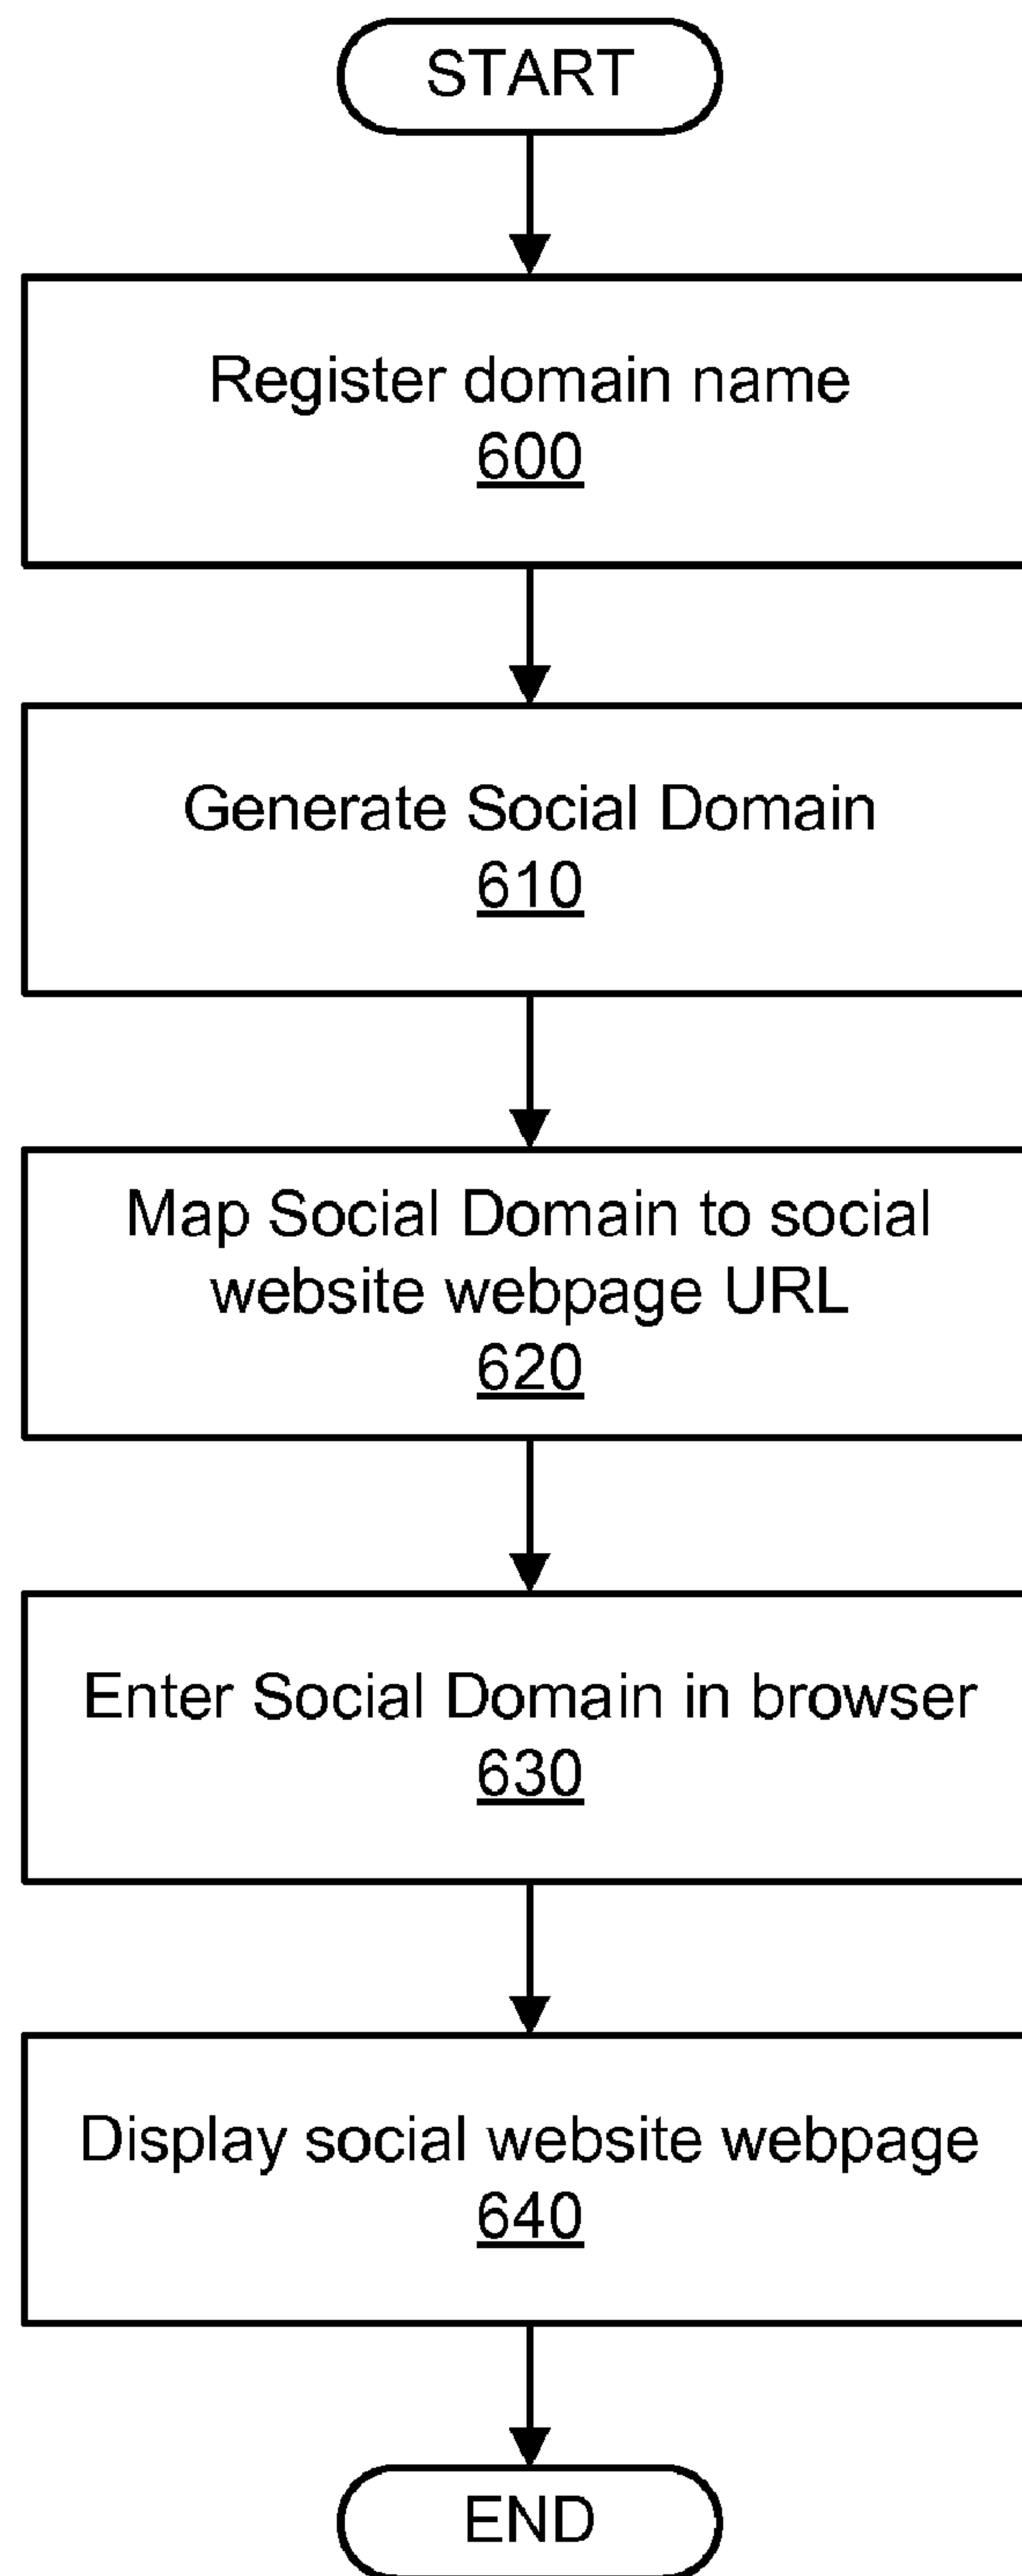 START
Register domain name
600
Generate Social Domain
610
Map Social Domain to social
website webpage URL
620
Enter Social Domain in browser
630
Display social website webpage
640
END